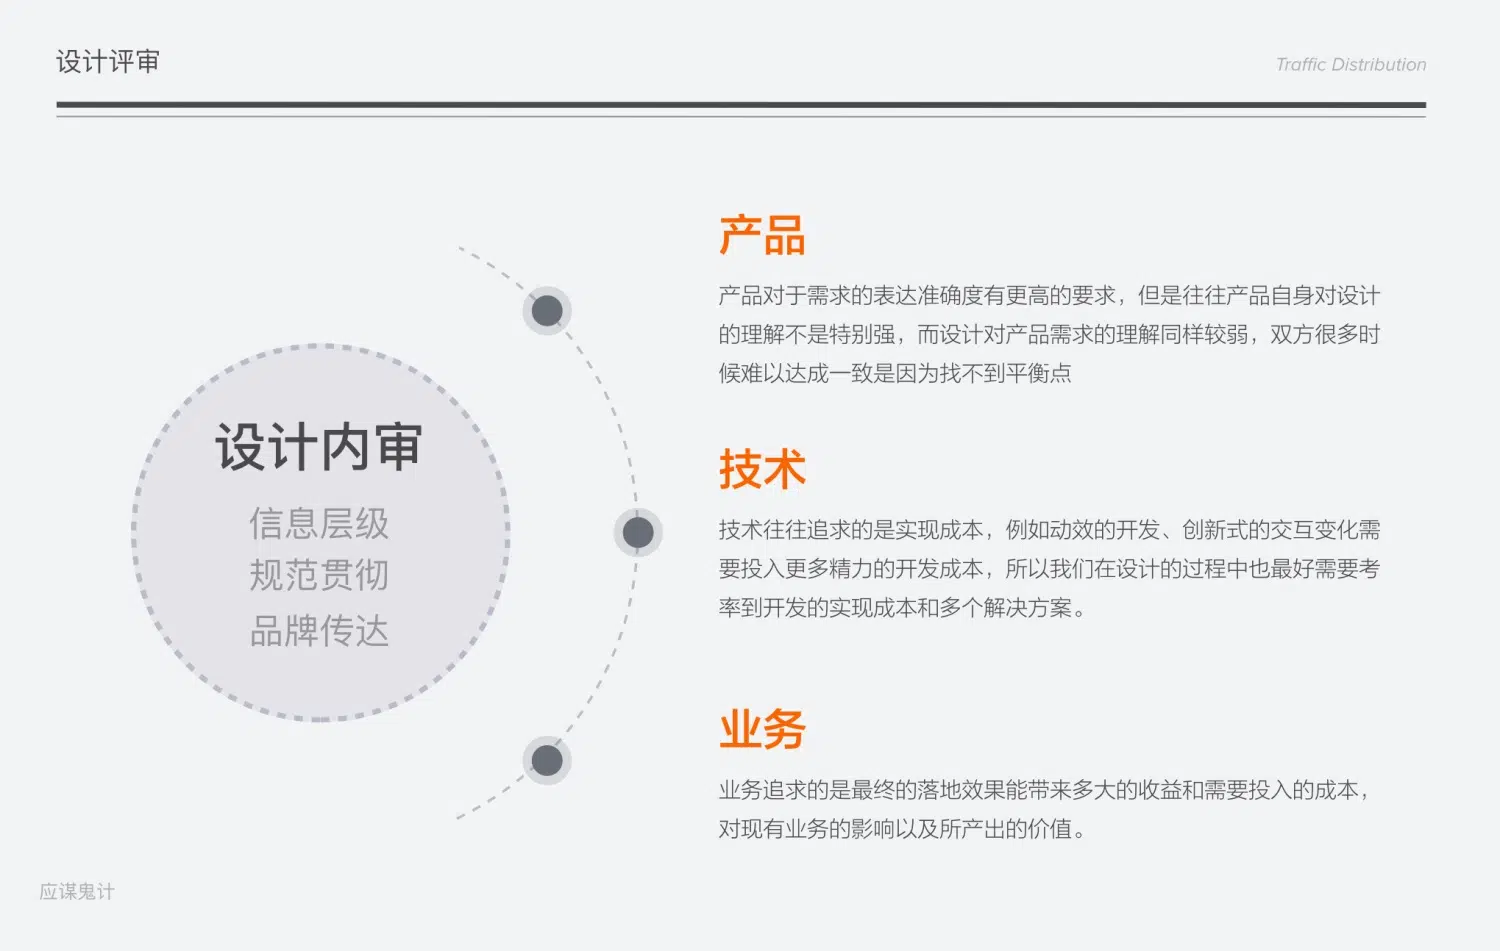 设计评审
Traffic Distribution
设计内审
信息层级
规范贯彻
品牌传达
产品
产品对于需求的表达准确度有更高的要求，但是往往产品自身对设计
的理解不是特别强，而设计对产品需求的理解同样较弱，双方很多时
候难以达成一致是因为找不到平衡点
技术
技术往往追求的是实现成本，例如动效的开发、创新式的交互变化需
要投入更多精力的开发成本，所以我们在设计的过程中也最好需要考
率到开发的实现成本和多个解决方案。
业务
业务追求的是最终的落地效果能带来多大的收益和需要投入的成本，
对现有业务的影响以及所产出的价值。
应谋鬼计